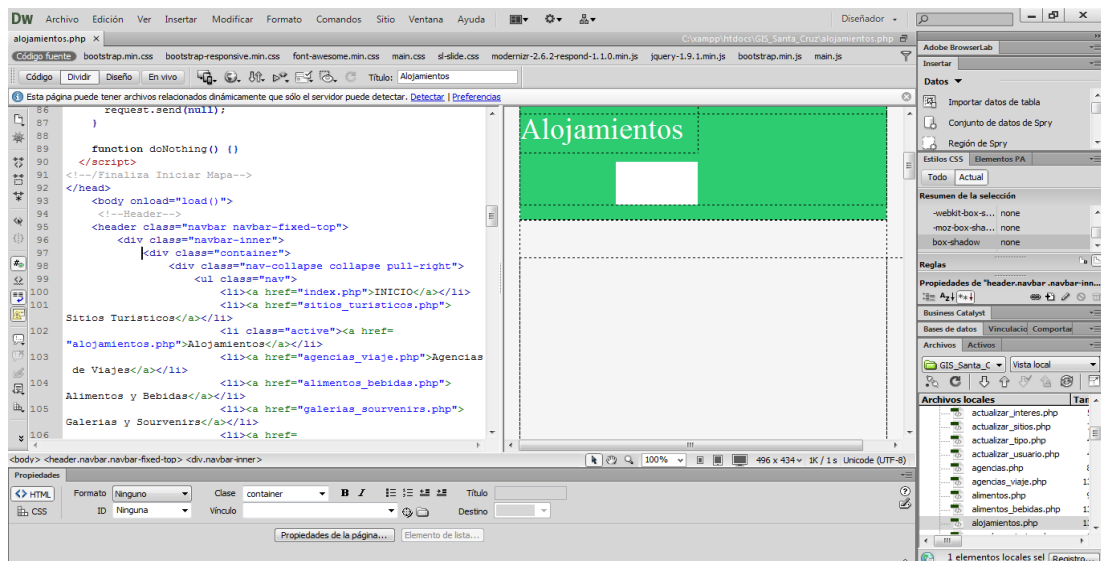 DW Archivo Edición Ver Insertar Modificar Formato Comandos Sitio Ventana Ayuda Diseñador
alojamientos.php × C:\xampp\htdocs\GIS_Santa_Cruz\alojamientos.php
Código fuente bootstrap.min.css bootstrap-responsive.min.css font-awesome.min.css main.css sl-slide.css modernizr-2.6.2-respond-1.1.0.min.js jquery-1.9.1.min.js bootstrap.min.js main.js
Código Dividir Diseño En vivo Título: Alojamientos
Esta página puede tener archivos relacionados dinámicamente que sólo el servidor puede detectar. Detectar | Preferencias
86 request.send(null);
87 }
88
89 function doNothing() {}
90 </script>
91 <!--/Finaliza Iniciar Mapa-->
92 </head>
93 <body onload="load()">
94 <!--Header-->
95 <header class="navbar navbar-fixed-top">
96 <div class="navbar-inner">
97 <div class="container">
98 <div class="nav-collapse collapse pull-right">
99 <ul class="nav">
100 <li><a href="index.php">INICIO</a></li>
101 <li><a href="sitios_turisticos.php">
Sitios Turisticos</a></li>
102 <li class="active"><a href=
"alojamientos.php">Alojamientos</a></li>
103 <li><a href="agencias_viaje.php">Agencias
de Viajes</a></li>
104 <li><a href="alimentos_bebidas.php">
Alimentos y Bebidas</a></li>
105 <li><a href="galerias_sourvenirs.php">
Galerias y Sourvenirs</a></li>
106 <li><a href=
Alojamientos
<body> <header.navbar.navbar-fixed-top> <div.navbar-inner> 100% 496 x 434 1K / 1 s Unicode (UTF-8)
Propiedades
<> HTML Formato Ninguno Clase container B I Título
CSS ID Ninguna Vínculo Destino
Propiedades de la página... Elemento de lista...
Adobe BrowserLab
Insertar
Datos
Importar datos de tabla
Conjunto de datos de Spry
Región de Spry
Estilos CSS Elementos PA
Todo Actual
Resumen de la selección
-webkit-box-s... none
-moz-box-sha... none
box-shadow none
Reglas
Propiedades de "header.navbar .navbar-inn...
Business Catalyst
Bases de datos Vinculacio Comportar
Archivos Activos
GIS_Santa_C Vista local
Archivos locales Tar
actualizar_interes.php
actualizar_sitios.php
actualizar_tipo.php
actualizar_usuario.php
agencias.php
agencias_viaje.php
alimentos.php
alimentos_bebidas.php
alojamientos.php
1 elementos locales sel Registro...